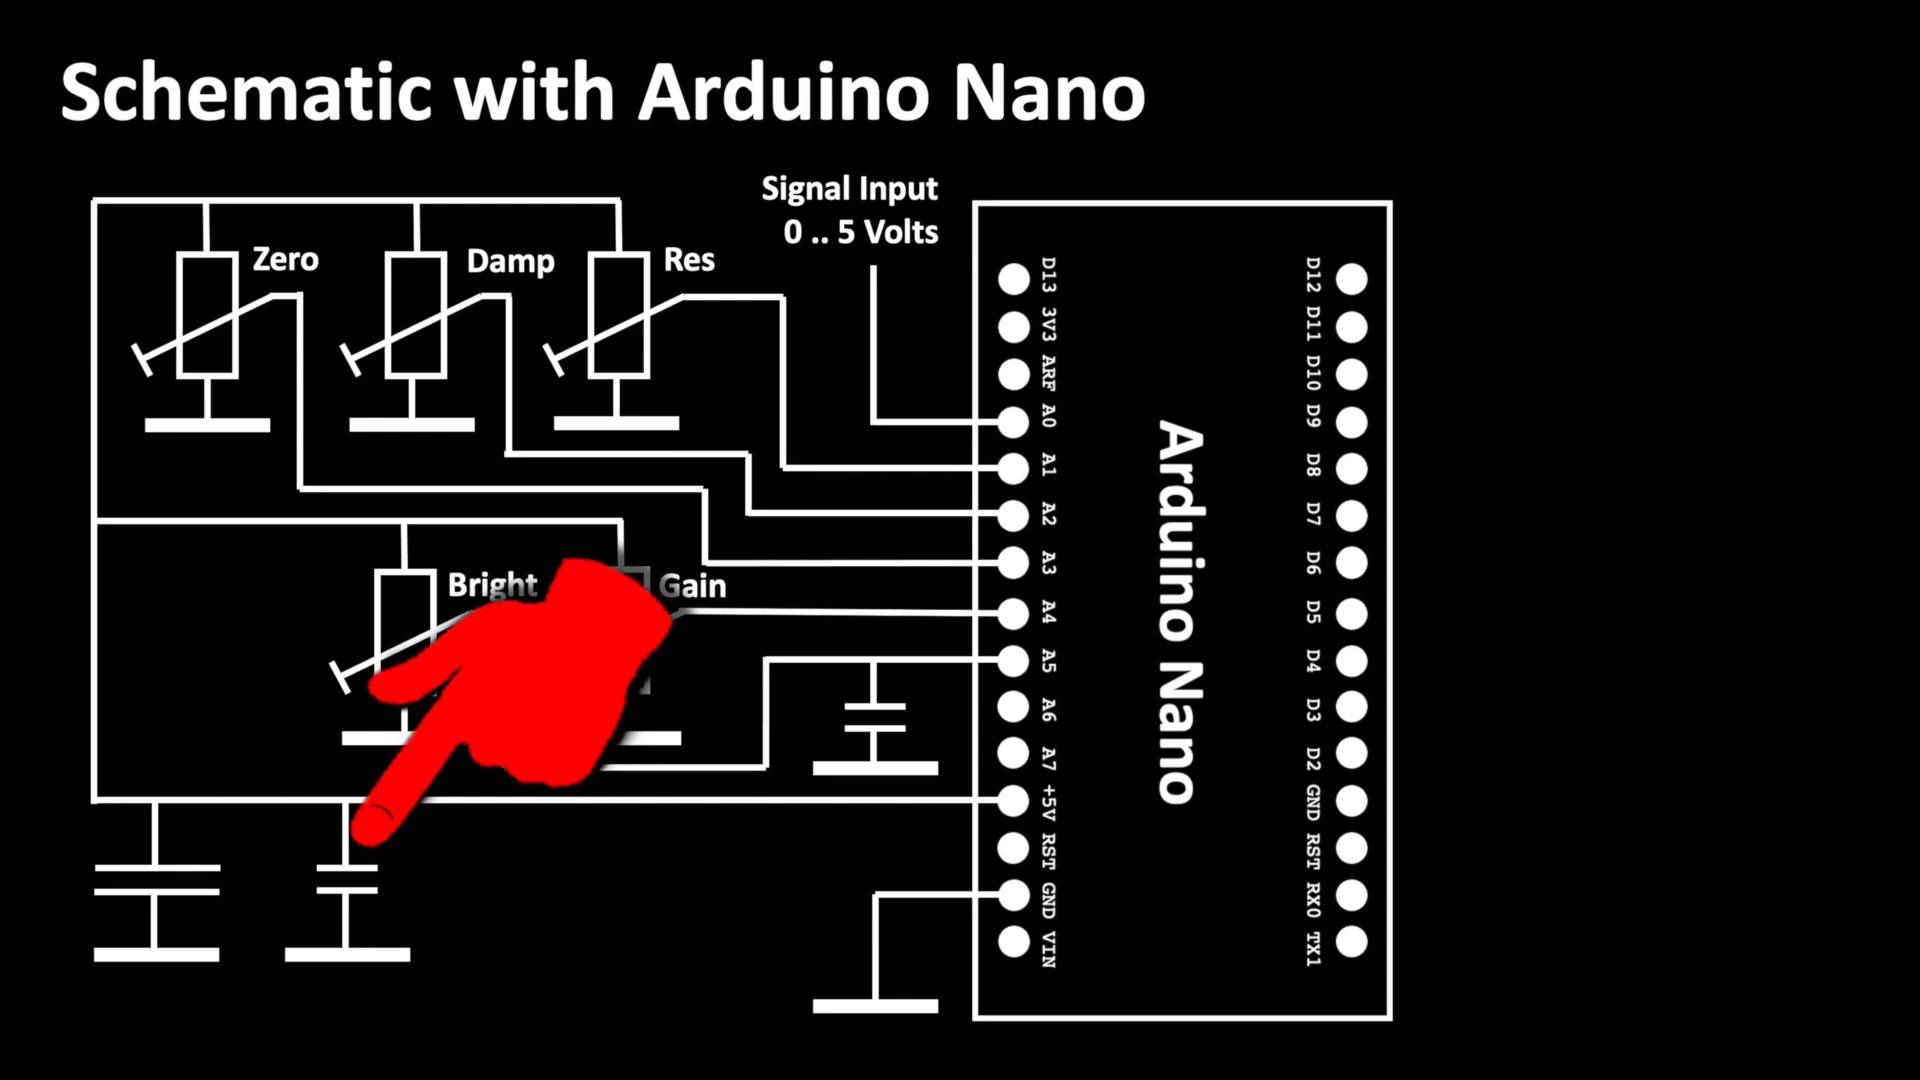 Schematic with Arduino Nano
Signal Input
0 .. 5 Volts
Zero
Damp
Res
Bright
Gain
D13
3V3
ARF
A0
A1
A2
A3
A4
A5
A6
A7
+5V
RST
GND
VIN
Arduino Nano
D12
D11
D10
D9
D8
D7
D6
D5
D4
D3
D2
GND
RST
RX0
TX1